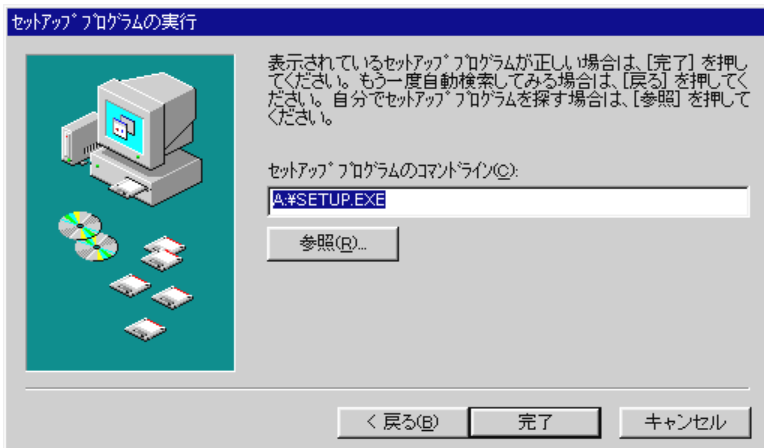 セットアップ プログラムの実行
表示されているセットアップ プログラムが正しい場合は、[完了] を押し
てください。もう一度自動検索してみる場合は、[戻る] を押してく
ださい。自分でセットアップ プログラムを探す場合は、[参照] を押して
ください。
セットアップ プログラムのコマンドライン(C):
A:¥SETUP.EXE
参照(R)...
< 戻る(B)
完了
キャンセル